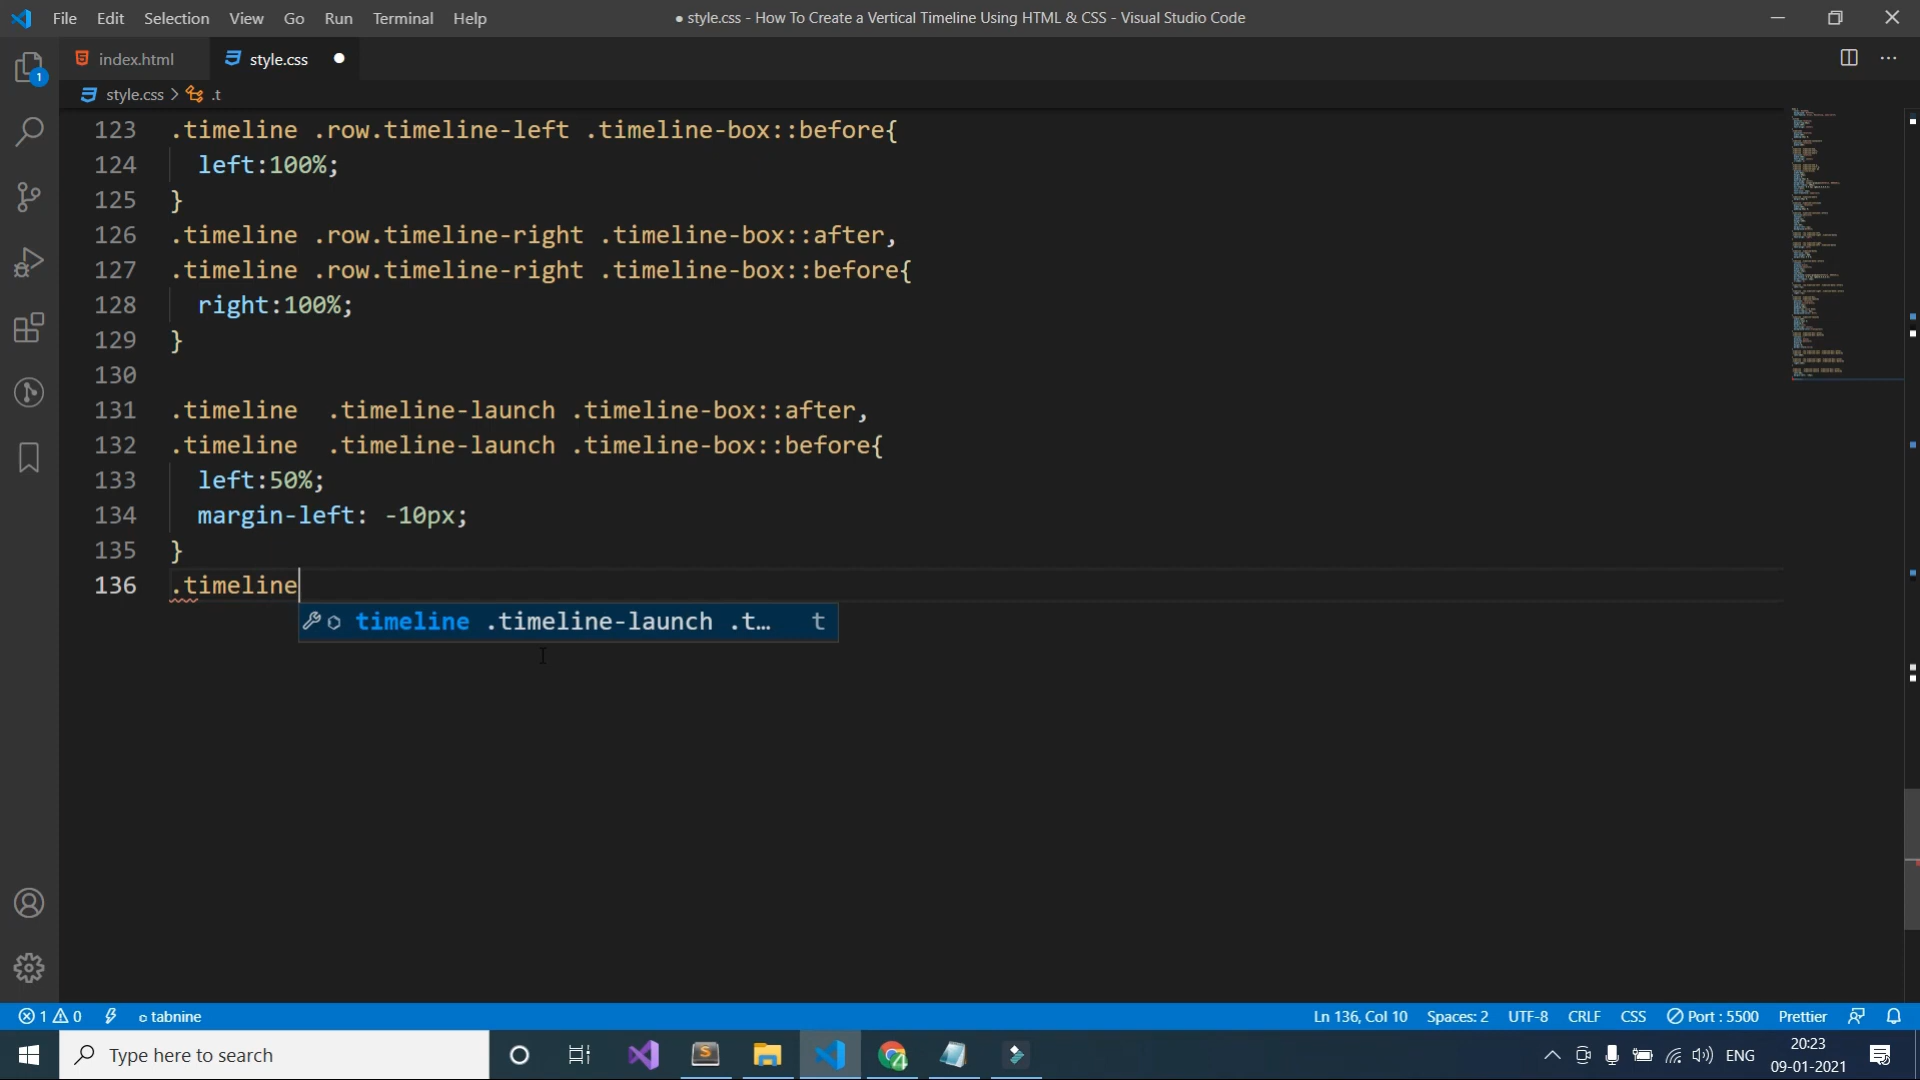 File Edit Selection View Go Run Terminal Help
● style.css - How To Create a Vertical Timeline Using HTML & CSS - Visual Studio Code
index.html
style.css
1
style.css > .t
123 .timeline .row.timeline-left .timeline-box::before{
124 left:100%;
125 }
126 .timeline .row.timeline-right .timeline-box::after,
127 .timeline .row.timeline-right .timeline-box::before{
128 right:100%;
129 }
130
131 .timeline  .timeline-launch .timeline-box::after,
132 .timeline  .timeline-launch .timeline-box::before{
133 left:50%;
134 margin-left: -10px;
135 }
136 .timeline
timeline .timeline-launch .t... t
1 0 tabnine
Ln 136, Col 10 Spaces: 2 UTF-8 CRLF CSS Port : 5500 Prettier
Type here to search
ENG
20:23
09-01-2021